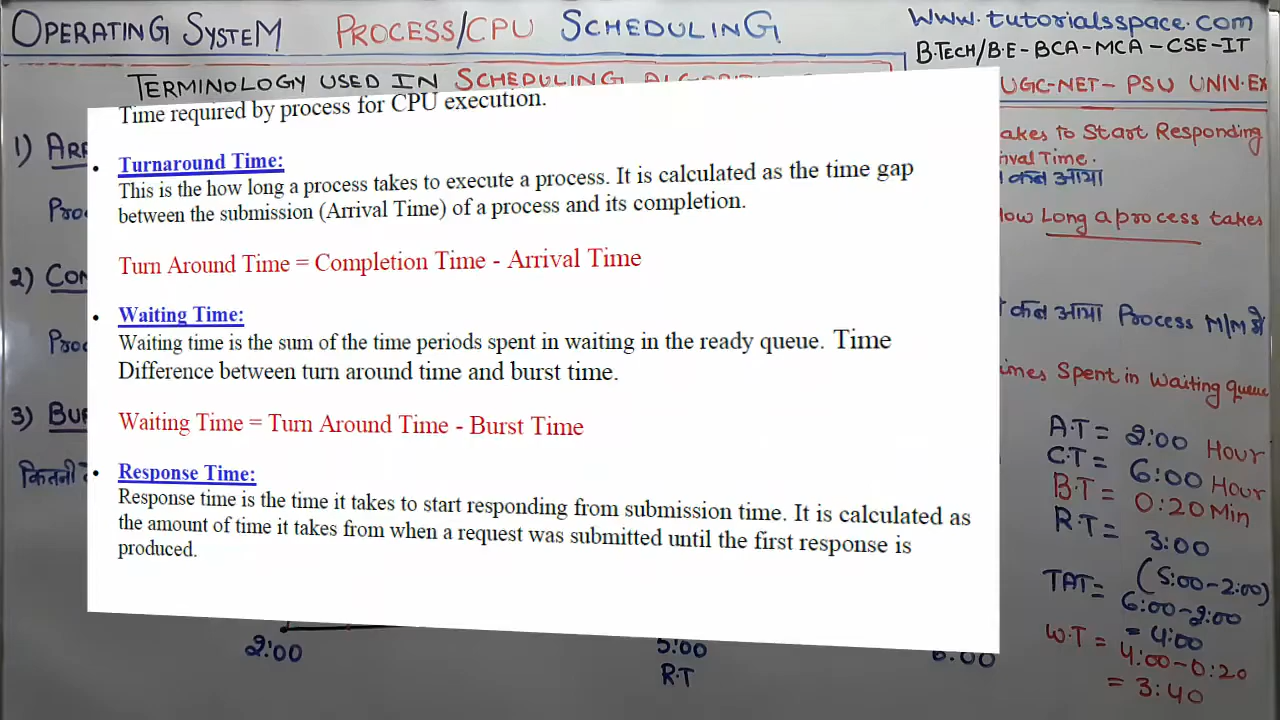 OPERATING SYSTEM PROCESS/CPU SCHEDULING
Www.tutorialsspace.com
B.TECH/B.E-BCA-MCA-CSE-IT
TERMINOLOGY USED IN SCHEDULING
UGC-NET- PSU UNIV.EX
Time required by process for CPU execution.
• Turnaround Time:
This is the how long a process takes to execute a process. It is calculated as the time gap
between the submission (Arrival Time) of a process and its completion.
Turn Around Time = Completion Time - Arrival Time
• Waiting Time:
Waiting time is the sum of the time periods spent in waiting in the ready queue. Time
Difference between turn around time and burst time.
Waiting Time = Turn Around Time - Burst Time
• Response Time:
Response time is the time it takes to start responding from submission time. It is calculated as
the amount of time it takes from when a request was submitted until the first response is
produced.
1)
2)
3)
कितनी
akes to Start Responding
ival Time.
कब आया
How Long a process takes
कब आया Process M/M में
imes Spent in Waiting queue
A.T = 2:00 Hour
C.T = 6:00 Hour
B.T = 0:20 Min
R.T = 3:00
(5:00-2:00)
TAT = 6:00-2:00
= 4:00
W.T = 4:00-0:20
= 3:40
2:00
5:00
R.T
6:00